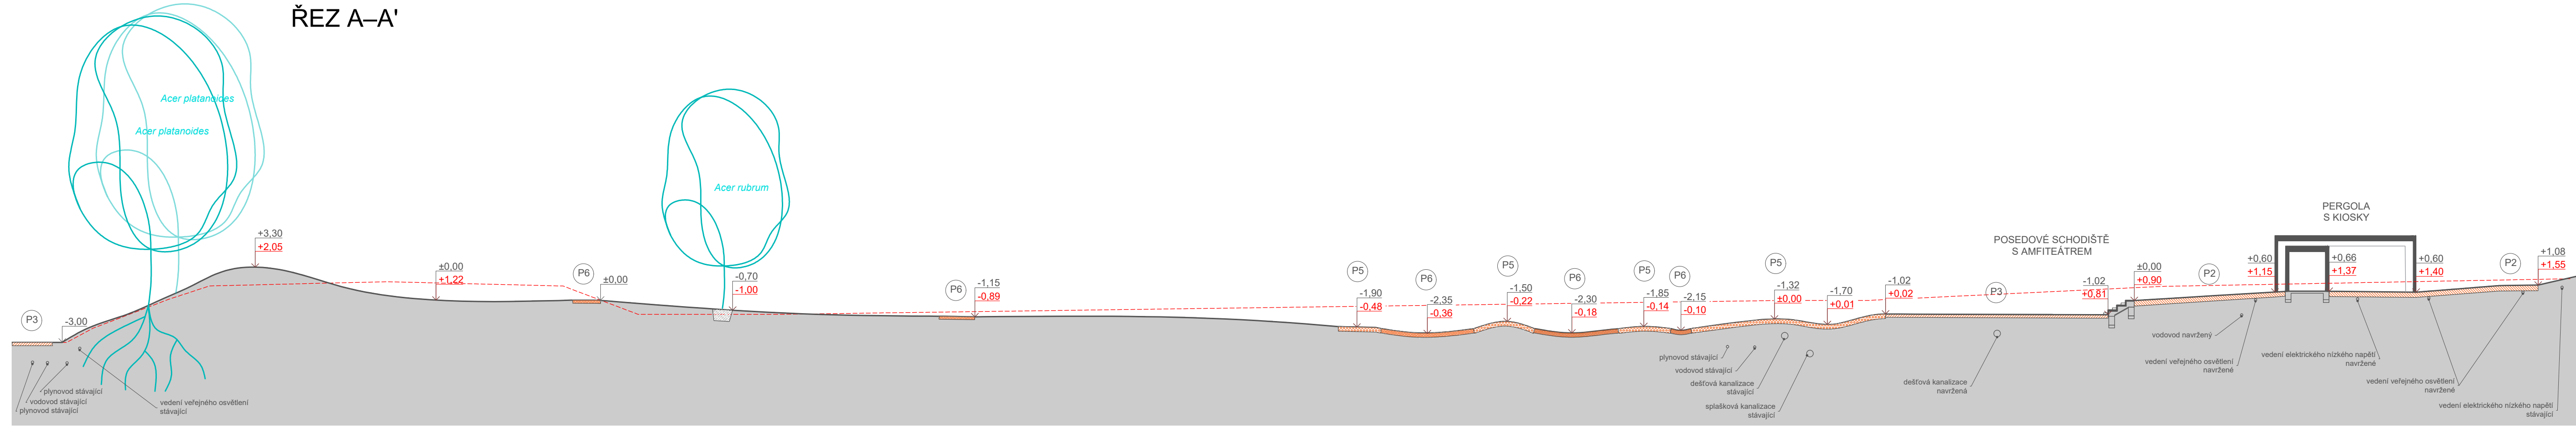 ŘEZ A–A'
Acer platanoides
Acer platanoides
Acer rubrum
PERGOLA
S KIOSKY
POSEDOVÉ SCHODIŠTĚ
S AMFITEÁTREM
P3
-3,00
+3,30
+2,05
±0,00
+1,22
P6
±0,00
-0,70
-1,00
P6
-1,15
-0,89
P5
-1,90
-0,48
P6
-2,35
-0,36
P5
-1,50
-0,22
P6
-2,30
-0,18
P5
-1,85
-0,14
P6
-2,15
-0,10
P5
-1,32
±0,00
-1,70
+0,01
-1,02
+0,02
P3
-1,02
+0,81
±0,00
+0,90
P2
+0,60
+1,15
+0,66
+1,37
+0,60
+1,40
P2
+1,08
+1,55
plynovod stávající
vodovod stávající
plynovod stávající
vedení veřejného osvětlení
stávající
plynovod stávající
vodovod stávající
dešťová kanalizace
stávající
splašková kanalizace
stávající
dešťová kanalizace
navržená
vodovod navržený
vedení veřejného osvětlení
navržené
vedení elektrického nízkého napětí
navržené
vedení veřejného osvětlení
navržené
vedení elektrického nízkého napětí
stávající